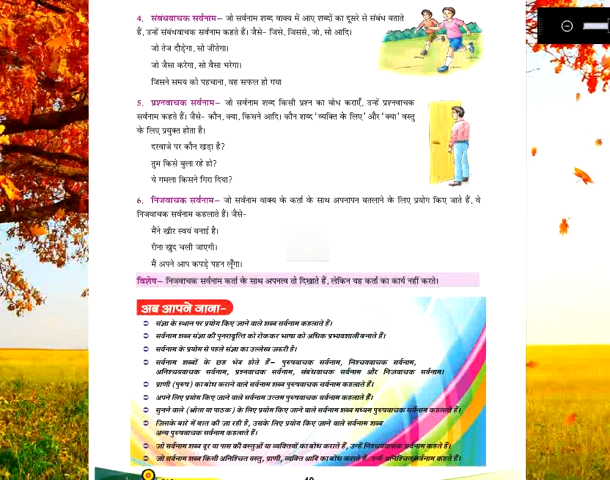 4. संबंधवाचक सर्वनाम– जो सर्वनाम शब्द वाक्य में आए शब्दों का दूसरे से संबंध बताते
हैं, उन्हें संबंधवाचक सर्वनाम कहते हैं। जैसे– जिसे, जिससे, जो, सो आदि।
जो तेज दौड़ेगा, सो जीतेगा।
जो जैसा करेगा, सो वैसा भरेगा।
जिसने समय को पहचाना, वह सफल हो गया
5. प्रश्नवाचक सर्वनाम– जो सर्वनाम शब्द किसी प्रश्न का बोध कराएँ, उन्हें प्रश्नवाचक
सर्वनाम कहते हैं। जैसे– कौन, क्या, किसने आदि। कौन शब्द 'व्यक्ति के लिए' और 'क्या' वस्तु
के लिए प्रयुक्त होता है।
दरवाजे पर कौन खड़ा है?
तुम किसे बुला रहे हो?
ये गमला किसने गिरा दिया?
6. निजवाचक सर्वनाम– जो सर्वनाम वाक्य के कर्ता के साथ अपनापन बतलाने के लिए प्रयोग किए जाते हैं, वे
निजवाचक सर्वनाम कहलाते हैं। जैसे–
मैंने खीर स्वयं बनाई है।
रीना खुद चली जाएगी।
मैं अपने आप कपड़े पहन लूँगा।
विशेष– निजवाचक सर्वनाम कर्ता के साथ अपनत्व तो दिखाते हैं, लेकिन यह कर्ता का कार्य नहीं करते।
अब आपने जाना–
संज्ञा के स्थान पर प्रयोग किए जाने वाले शब्द सर्वनाम कहलाते हैं।
सर्वनाम शब्द संज्ञा की पुनरावृत्ति को रोककर भाषा को अधिक प्रभावशाली बनाते हैं।
सर्वनाम के प्रयोग से पहले संज्ञा का उल्लेख जरूरी है।
सर्वनाम शब्दों के छह भेद होते हैं– पुरुषवाचक सर्वनाम, निश्चयवाचक सर्वनाम,
अनिश्चयवाचक सर्वनाम, प्रश्नवाचक सर्वनाम, संबंधवाचक सर्वनाम और निजवाचक सर्वनाम।
प्राणी (पुरुष) का बोध कराने वाले सर्वनाम शब्द पुरुषवाचक सर्वनाम कहलाते हैं।
अपने लिए प्रयोग किए जाने वाले सर्वनाम उत्तम पुरुषवाचक सर्वनाम कहलाते हैं।
सुनने वाले (श्रोता या पाठक) के लिए प्रयोग किए जाने वाले सर्वनाम शब्द मध्यम पुरुषवाचक सर्वनाम कहलाते हैं।
जिसके बारे में बात की जा रही है, उसके लिए प्रयोग किए जाने वाले सर्वनाम शब्द
अन्य पुरुषवाचक सर्वनाम कहलाते हैं।
जो सर्वनाम शब्द दूर या पास की वस्तुओं या व्यक्तियों का बोध कराते हैं, उन्हें निश्चयवाचक सर्वनाम कहते हैं।
जो सर्वनाम शब्द किसी अनिश्चित वस्तु, प्राणी, व्यक्ति आदि का बोध कराते हैं, उन्हें अनिश्चित सर्वनाम कहते हैं।